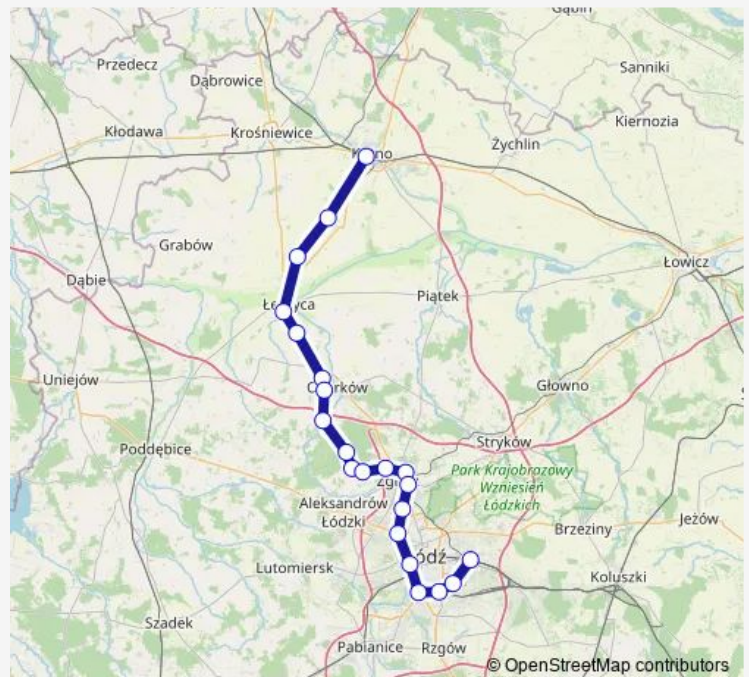 Gąbin
Przedecz
Sanniki
Dąbrowice
Kiernozia
Kłodawa
Krośniewice
Żychlin
Grabów
Łowicz
Dąbie
Piątek
Uniejów
Głowno
Stryków
Poddębice
Park Krajobrazowy
Wzniesień
Łódzkich
Aleksandrów
Łódzki
Jeżów
Brzeziny
Lutomiersk
Koluszki
Szadek
Pabianice
Rzgów
© OpenStreetMap contributors